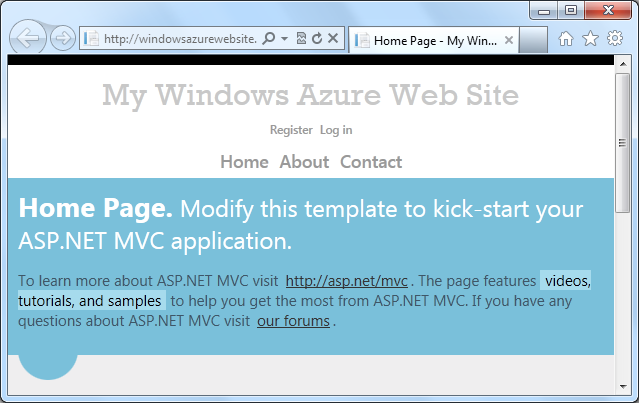 http://windowsazurewebsite.
Home Page - My Win...
My Windows Azure Web Site
Register Log in
Home About Contact
Home Page. Modify this template to kick-start your
ASP.NET MVC application.
To learn more about ASP.NET MVC visit http://asp.net/mvc . The page features videos,
tutorials, and samples to help you get the most from ASP.NET MVC. If you have any
questions about ASP.NET MVC visit our forums .